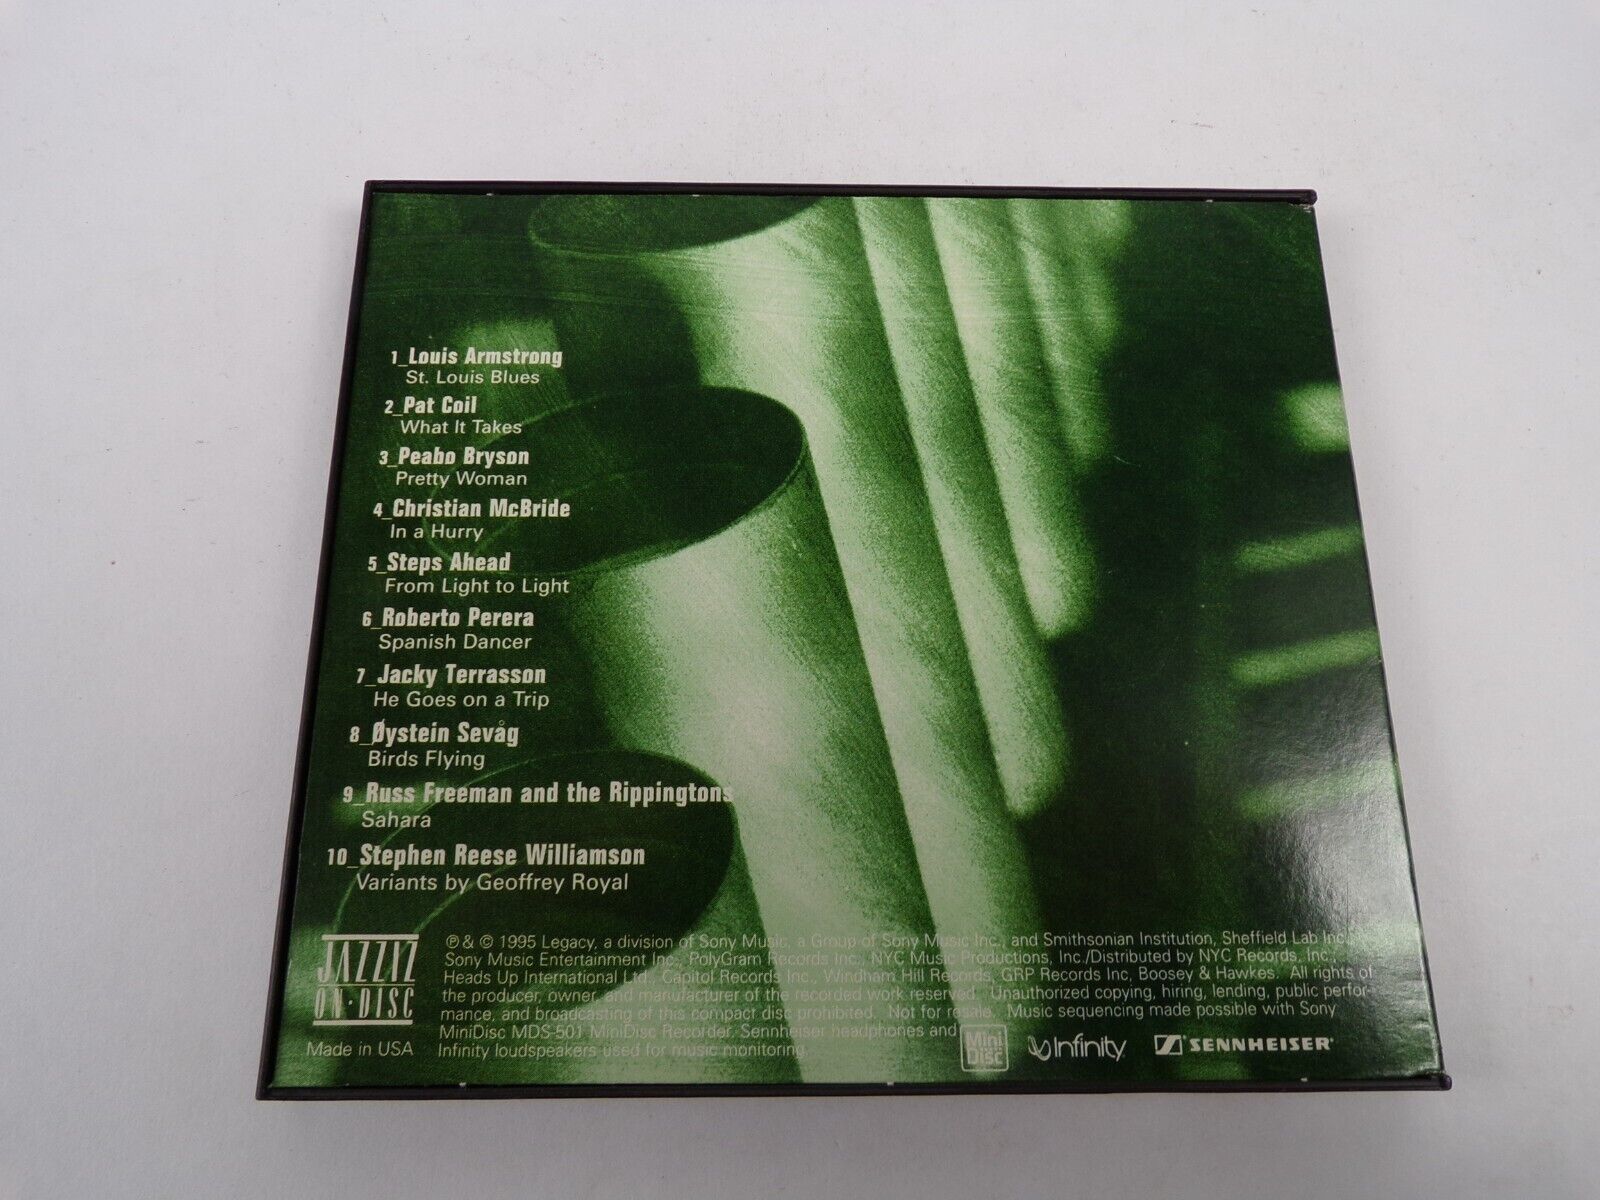 1_Louis Armstrong
St. Louis Blues
2_Pat Coil
What It Takes
3_Peabo Bryson
Pretty Woman
4_Christian McBride
In a Hurry
5_Steps Ahead
From Light to Light
6_Roberto Perera
Spanish Dancer
7_Jacky Terrasson
He Goes on a Trip
8_Øystein Sevåg
Birds Flying
9_Russ Freeman and the Rippingtons
Sahara
10_Stephen Reese Williamson
Variants by Geoffrey Royal
JAZZIZ
ON·DISC
Made in USA
℗ & © 1995 Legacy, a division of Sony Music, a Group of Sony Music Inc., and Smithsonian Institution, Sheffield Lab Inc.,
Sony Music Entertainment Inc., PolyGram Records Inc., NYC Music Productions, Inc./Distributed by NYC Records, Inc.,
Heads Up International Ltd., Capitol Records Inc., Windham Hill Records, GRP Records Inc, Boosey & Hawkes. All rights of
the producer, owner, and manufacturer of the recorded work reserved. Unauthorized copying, hiring, lending, public perfor-
mance, and broadcasting of this compact disc prohibited. Not for resale. Music sequencing made possible with Sony
MiniDisc MDS-501 MiniDisc Recorder, Sennheiser headphones and
Infinity loudspeakers used for music monitoring.
Mini
Disc
Infinity
SENNHEISER